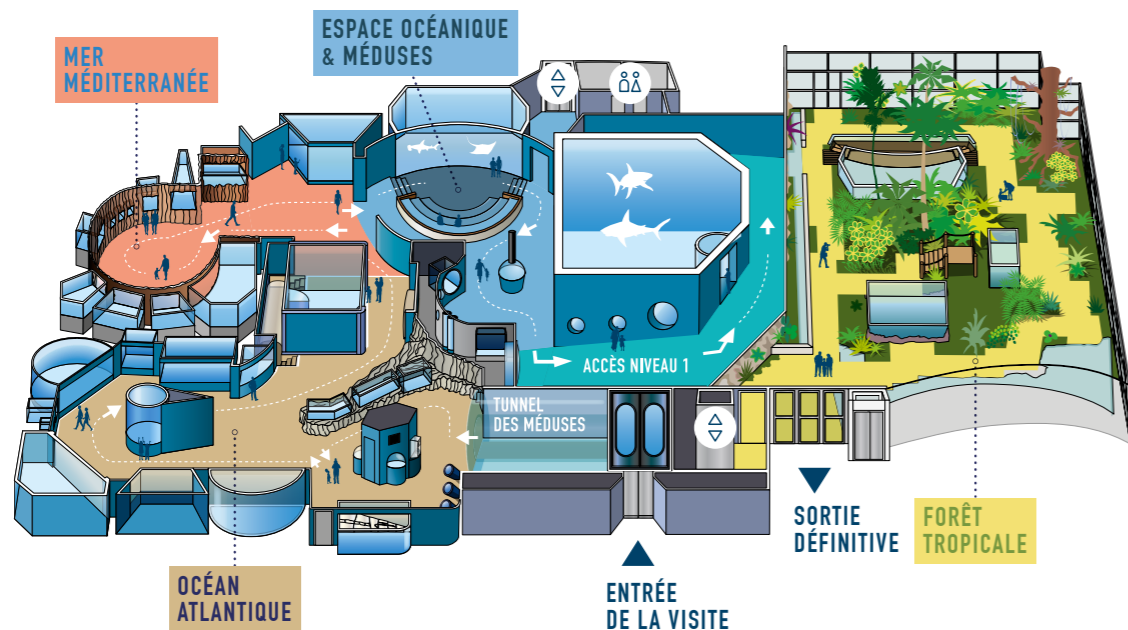 MER
MÉDITERRANÉE
ESPACE OCÉANIQUE
& MÉDUSES
ACCÈS NIVEAU 1
TUNNEL
DES MÉDUSES
OCÉAN
ATLANTIQUE
ENTRÉE
DE LA VISITE
SORTIE
DÉFINITIVE
FORÊT
TROPICALE